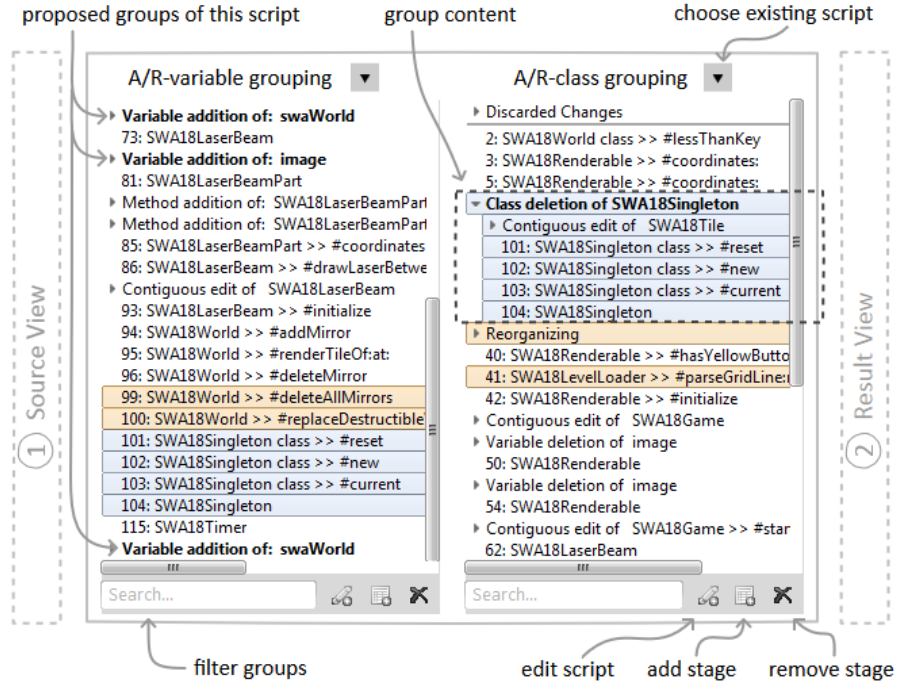 proposed groups of this script
group content
choose existing script
1 Source View
A/R-variable grouping
Variable addition of: swaWorld
73: SWA18LaserBeam
Variable addition of: image
81: SWA18LaserBeamPart
Method addition of: SWA18LaserBeamPart
Method addition of: SWA18LaserBeamPart
85: SWA18LaserBeamPart >> #coordinates
86: SWA18LaserBeam >> #drawLaserBetwe
Contiguous edit of SWA18LaserBeam
93: SWA18LaserBeam >> #initialize
94: SWA18World >> #addMirror
95: SWA18World >> #renderTileOf:at:
96: SWA18World >> #deleteMirror
99: SWA18World >> #deleteAllMirrors
100: SWA18World >> #replaceDestructible
101: SWA18Singleton class >> #reset
102: SWA18Singleton class >> #new
103: SWA18Singleton class >> #current
104: SWA18Singleton
115: SWA18Timer
Variable addition of: swaWorld
Search...
A/R-class grouping
Discarded Changes
2: SWA18World class >> #lessThanKey
3: SWA18Renderable >> #coordinates:
5: SWA18Renderable >> #coordinates:
Class deletion of SWA18Singleton
Contiguous edit of SWA18Tile
101: SWA18Singleton class >> #reset
102: SWA18Singleton class >> #new
103: SWA18Singleton class >> #current
104: SWA18Singleton
Reorganizing
40: SWA18Renderable >> #hasYellowButto
41: SWA18LevelLoader >> #parseGridLine:
42: SWA18Renderable >> #initialize
Contiguous edit of SWA18Game
Variable deletion of image
50: SWA18Renderable
Variable deletion of image
54: SWA18Renderable
Contiguous edit of SWA18Game >> #star
62: SWA18LaserBeam
Search...
2 Result View
filter groups
edit script
add stage
remove stage